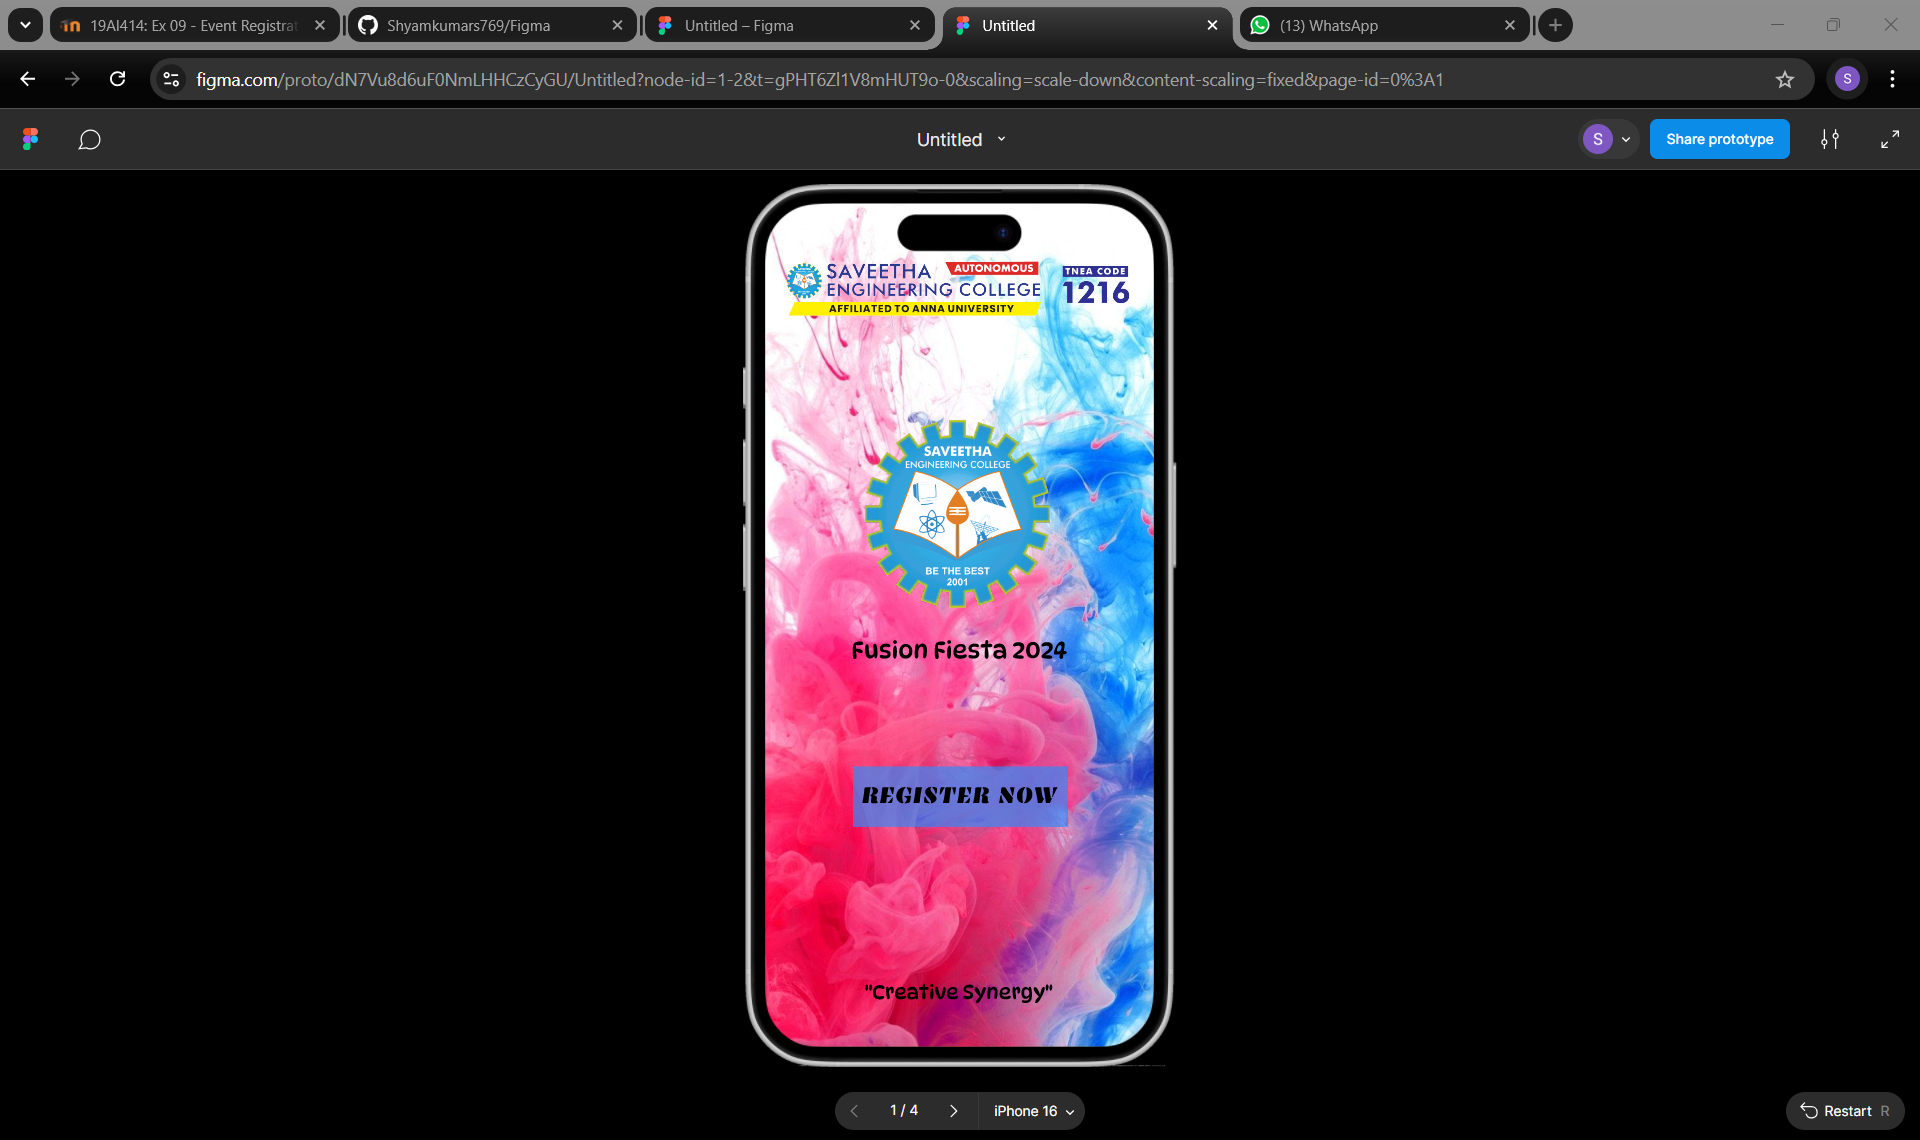 19AI414: Ex 09 - Event Registrat
Shyamkumars769/Figma
Untitled – Figma
Untitled
(13) WhatsApp
figma.com/proto/dN7Vu8d6uF0NmLHHCzCyGU/Untitled?node-id=1-2&t=gPHT6Zl1V8mHUT9o-0&scaling=scale-down&content-scaling=fixed&page-id=0%3A1
S
Untitled
S
Share prototype
SAVEETHA AUTONOMOUS
ENGINEERING COLLEGE
AFFILIATED TO ANNA UNIVERSITY
TNEA CODE
1216
SAVEETHA
ENGINEERING COLLEGE
BE THE BEST
2001
Fusion Fiesta 2024
REGISTER NOW
"Creative Synergy"
1 / 4
iPhone 16
Restart R